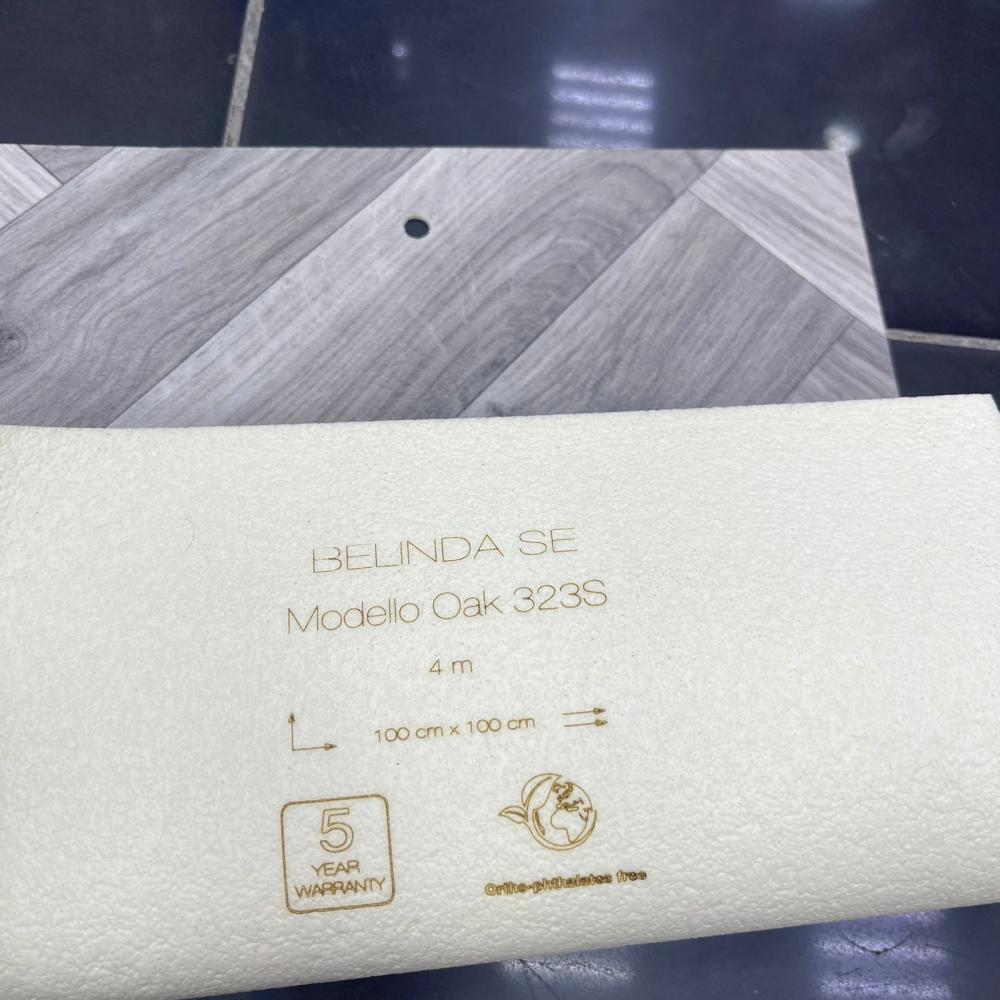 BELINDA SE
Modello Oak 323S
4 m
100 cm x 100 cm
5
YEAR
WARRANTY
Ortho-phthalates free